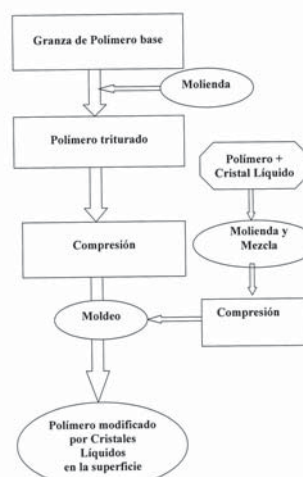 Granza de Polímero base
Molienda
Polímero triturado
Polímero +
Cristal Líquido
Molienda y
Mezcla
Compresión
Compresión
Moldeo
Polímero modificado
por Cristales
Líquidos
en la superficie